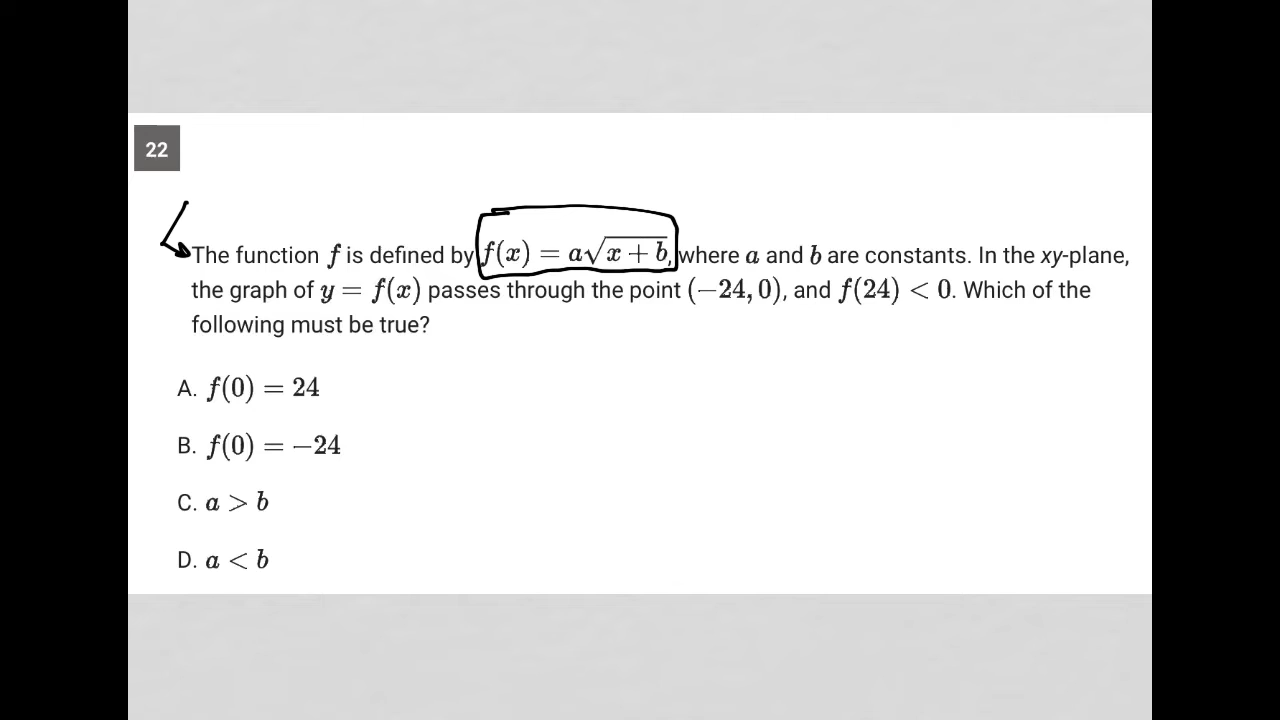 22
The function f is defined by f(x) = a√(x + b), where a and b are constants. In the xy-plane,
the graph of y = f(x) passes through the point (−24, 0), and f(24) < 0. Which of the
following must be true?
A. f(0) = 24
B. f(0) = −24
C. a > b
D. a < b